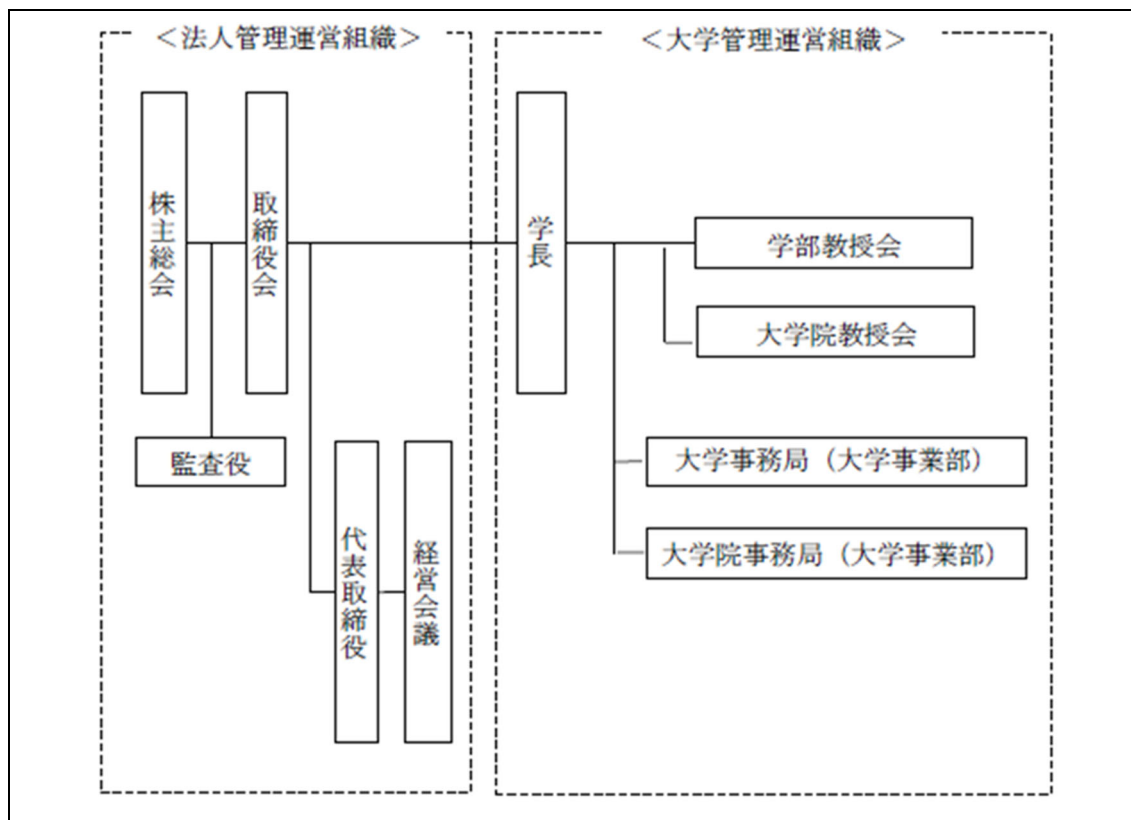 ＜法人管理運営組織＞
＜大学管理運営組織＞
株主総会
取締役会
学長
学部教授会
大学院教授会
監査役
代表取締役
経営会議
大学事務局（大学事業部）
大学院事務局（大学事業部）